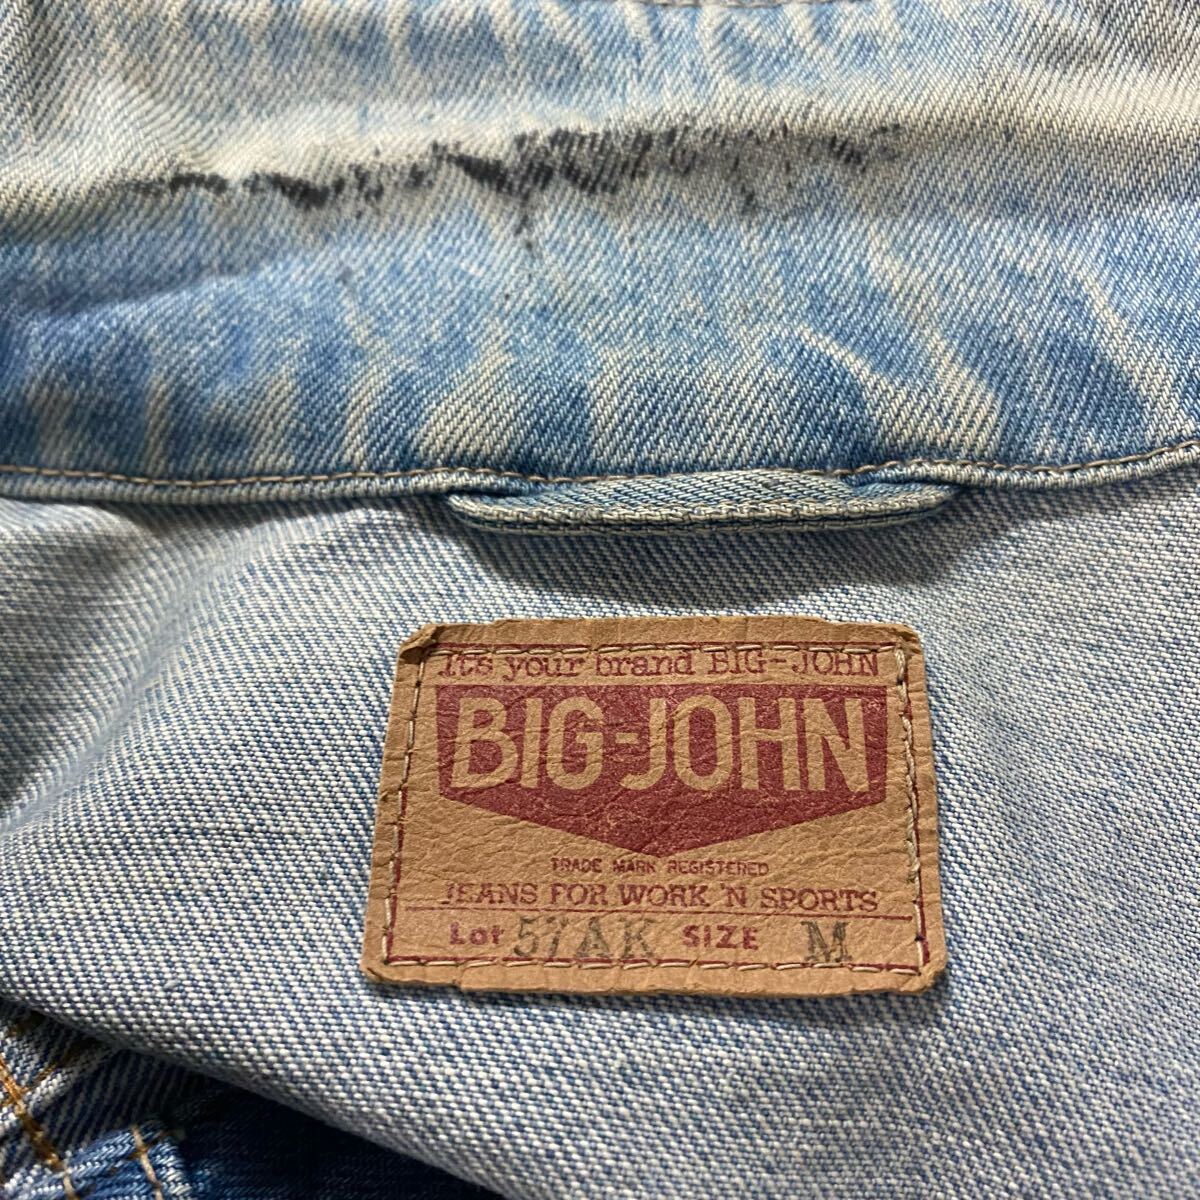 It's your brand BIG-JOHN
BIG-JOHN
TRADE MARK REGISTERED
JEANS FOR WORK 'N SPORTS
Lot 57AK SIZE M